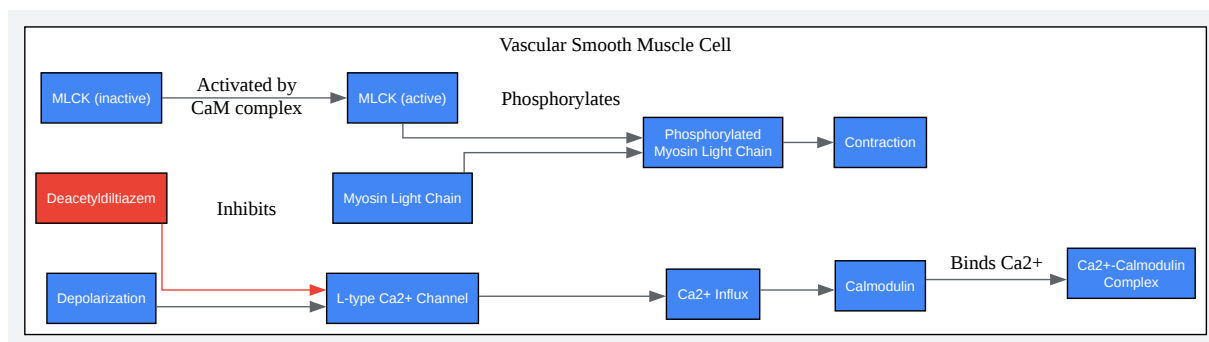 Vascular Smooth Muscle Cell
MLCK (inactive)
Activated by
CaM complex
MLCK (active)
Phosphorylates
Phosphorylated
Myosin Light Chain
Contraction
Deacetyldiltiazem
Inhibits
Myosin Light Chain
Depolarization
L-type Ca2+ Channel
Ca2+ Influx
Calmodulin
Binds Ca2+
Ca2+-Calmodulin
Complex